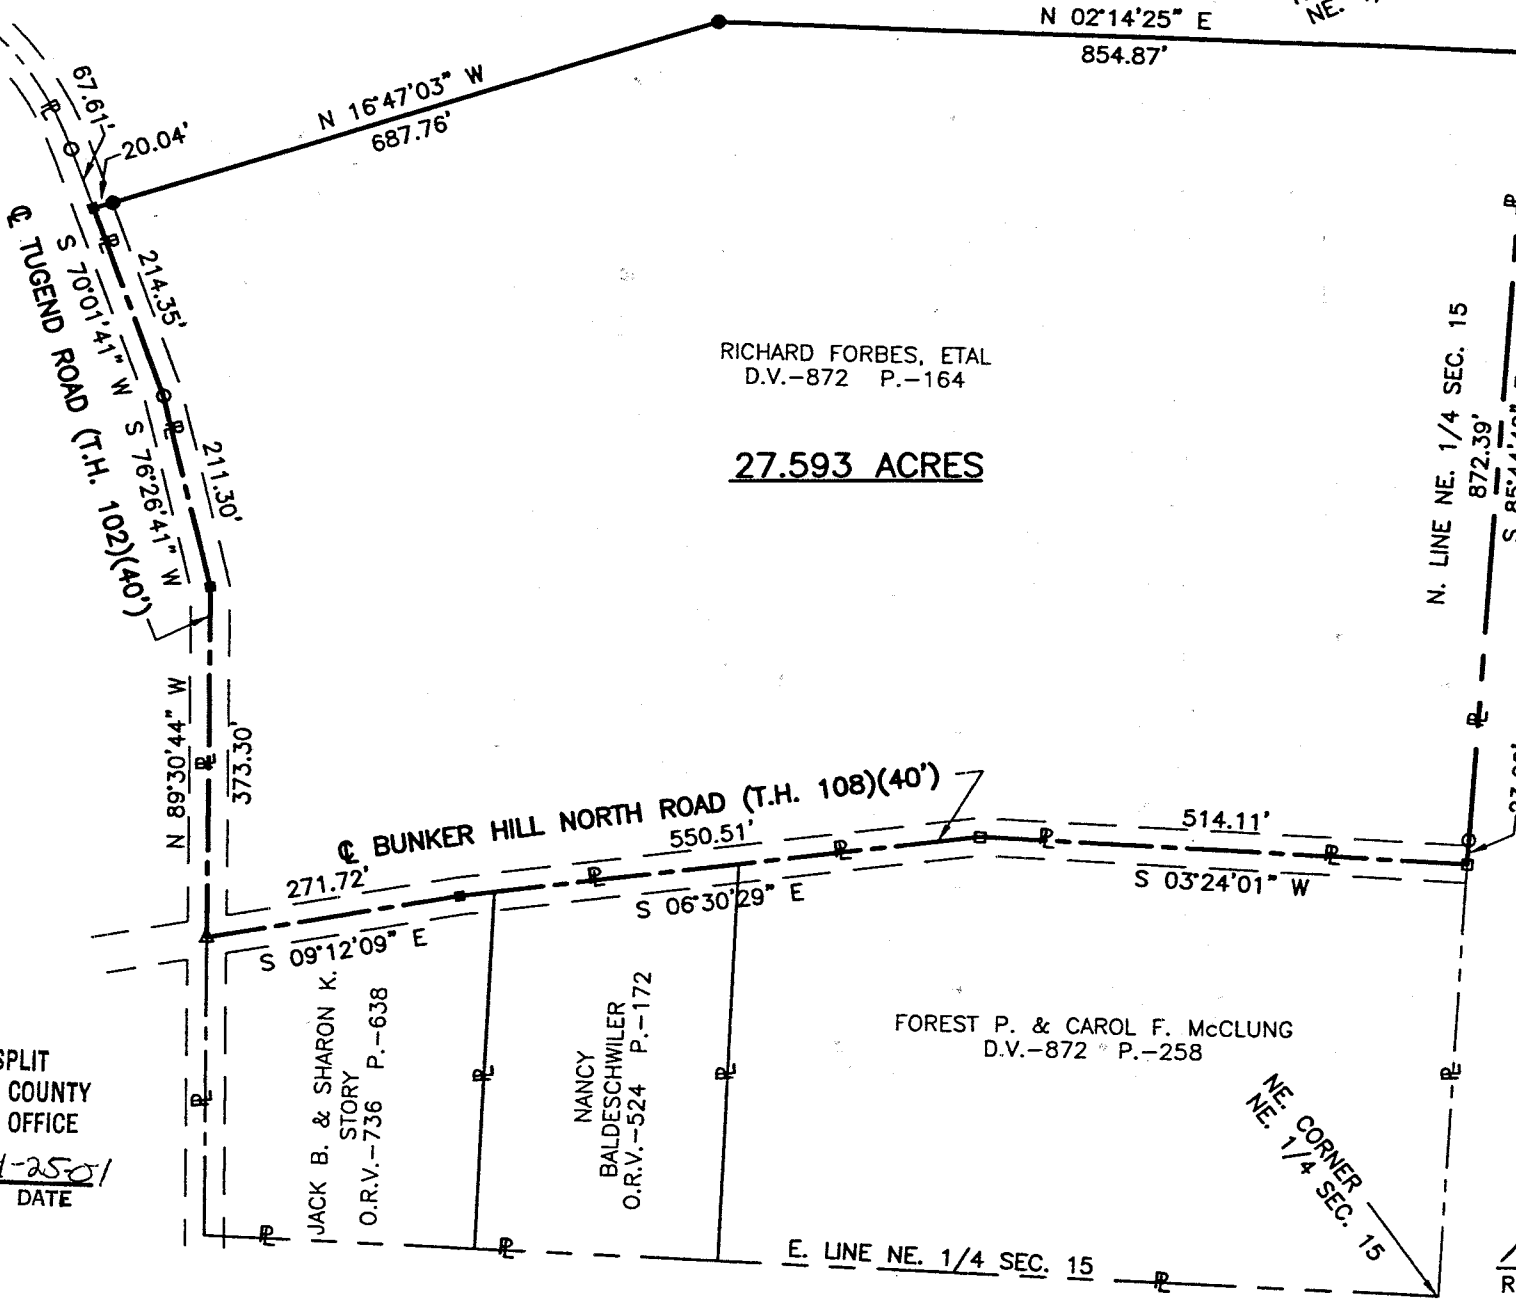 N 02°14'25" E
854.87'
NE.
67.61'
20.04'
N 16°47'03" W
687.76'
℄ TUGEND ROAD (T.H. 102)(40')
S 70°01'41" W
214.35'
S 76°26'41" W
211.30'
RICHARD FORBES, ETAL
D.V.-872 P.-164
27.593 ACRES
N. LINE NE. 1/4 SEC. 15
872.39'
N 89°30'44" W
373.30'
℄ BUNKER HILL NORTH ROAD (T.H. 108)(40')
271.72'
S 09°12'09" E
550.51'
S 06°30'29" E
514.11'
S 03°24'01" W
JACK B. & SHARON K.
STORY
O.R.V.-736 P.-638
NANCY
BALDESCHWILER
O.R.V.-524 P.-172
FOREST P. & CAROL F. McCLUNG
D.V.-872 P.-258
NE. CORNER
NE. 1/4 SEC. 15
E. LINE NE. 1/4 SEC. 15
SPLIT
COUNTY
OFFICE
-25-01
DATE
R